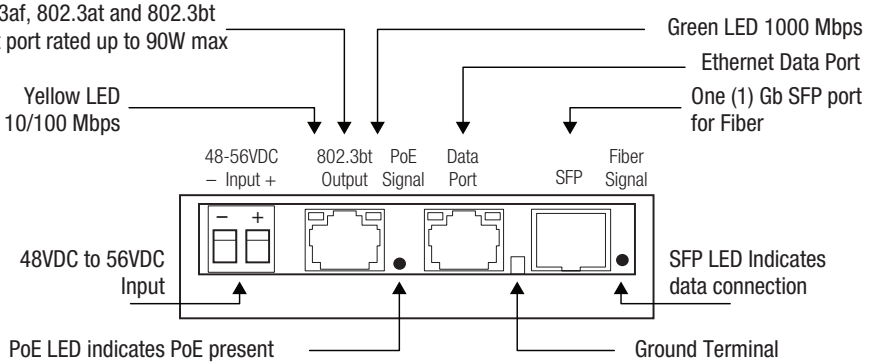 3af, 802.3at and 802.3bt
port rated up to 90W max
Green LED 1000 Mbps
Ethernet Data Port
Yellow LED
10/100 Mbps
One (1) Gb SFP port
for Fiber
48-56VDC
– Input +
802.3bt
Output
PoE
Signal
Data
Port
SFP
Fiber
Signal
– +
48VDC to 56VDC
Input
SFP LED Indicates
data connection
PoE LED indicates PoE present
Ground Terminal